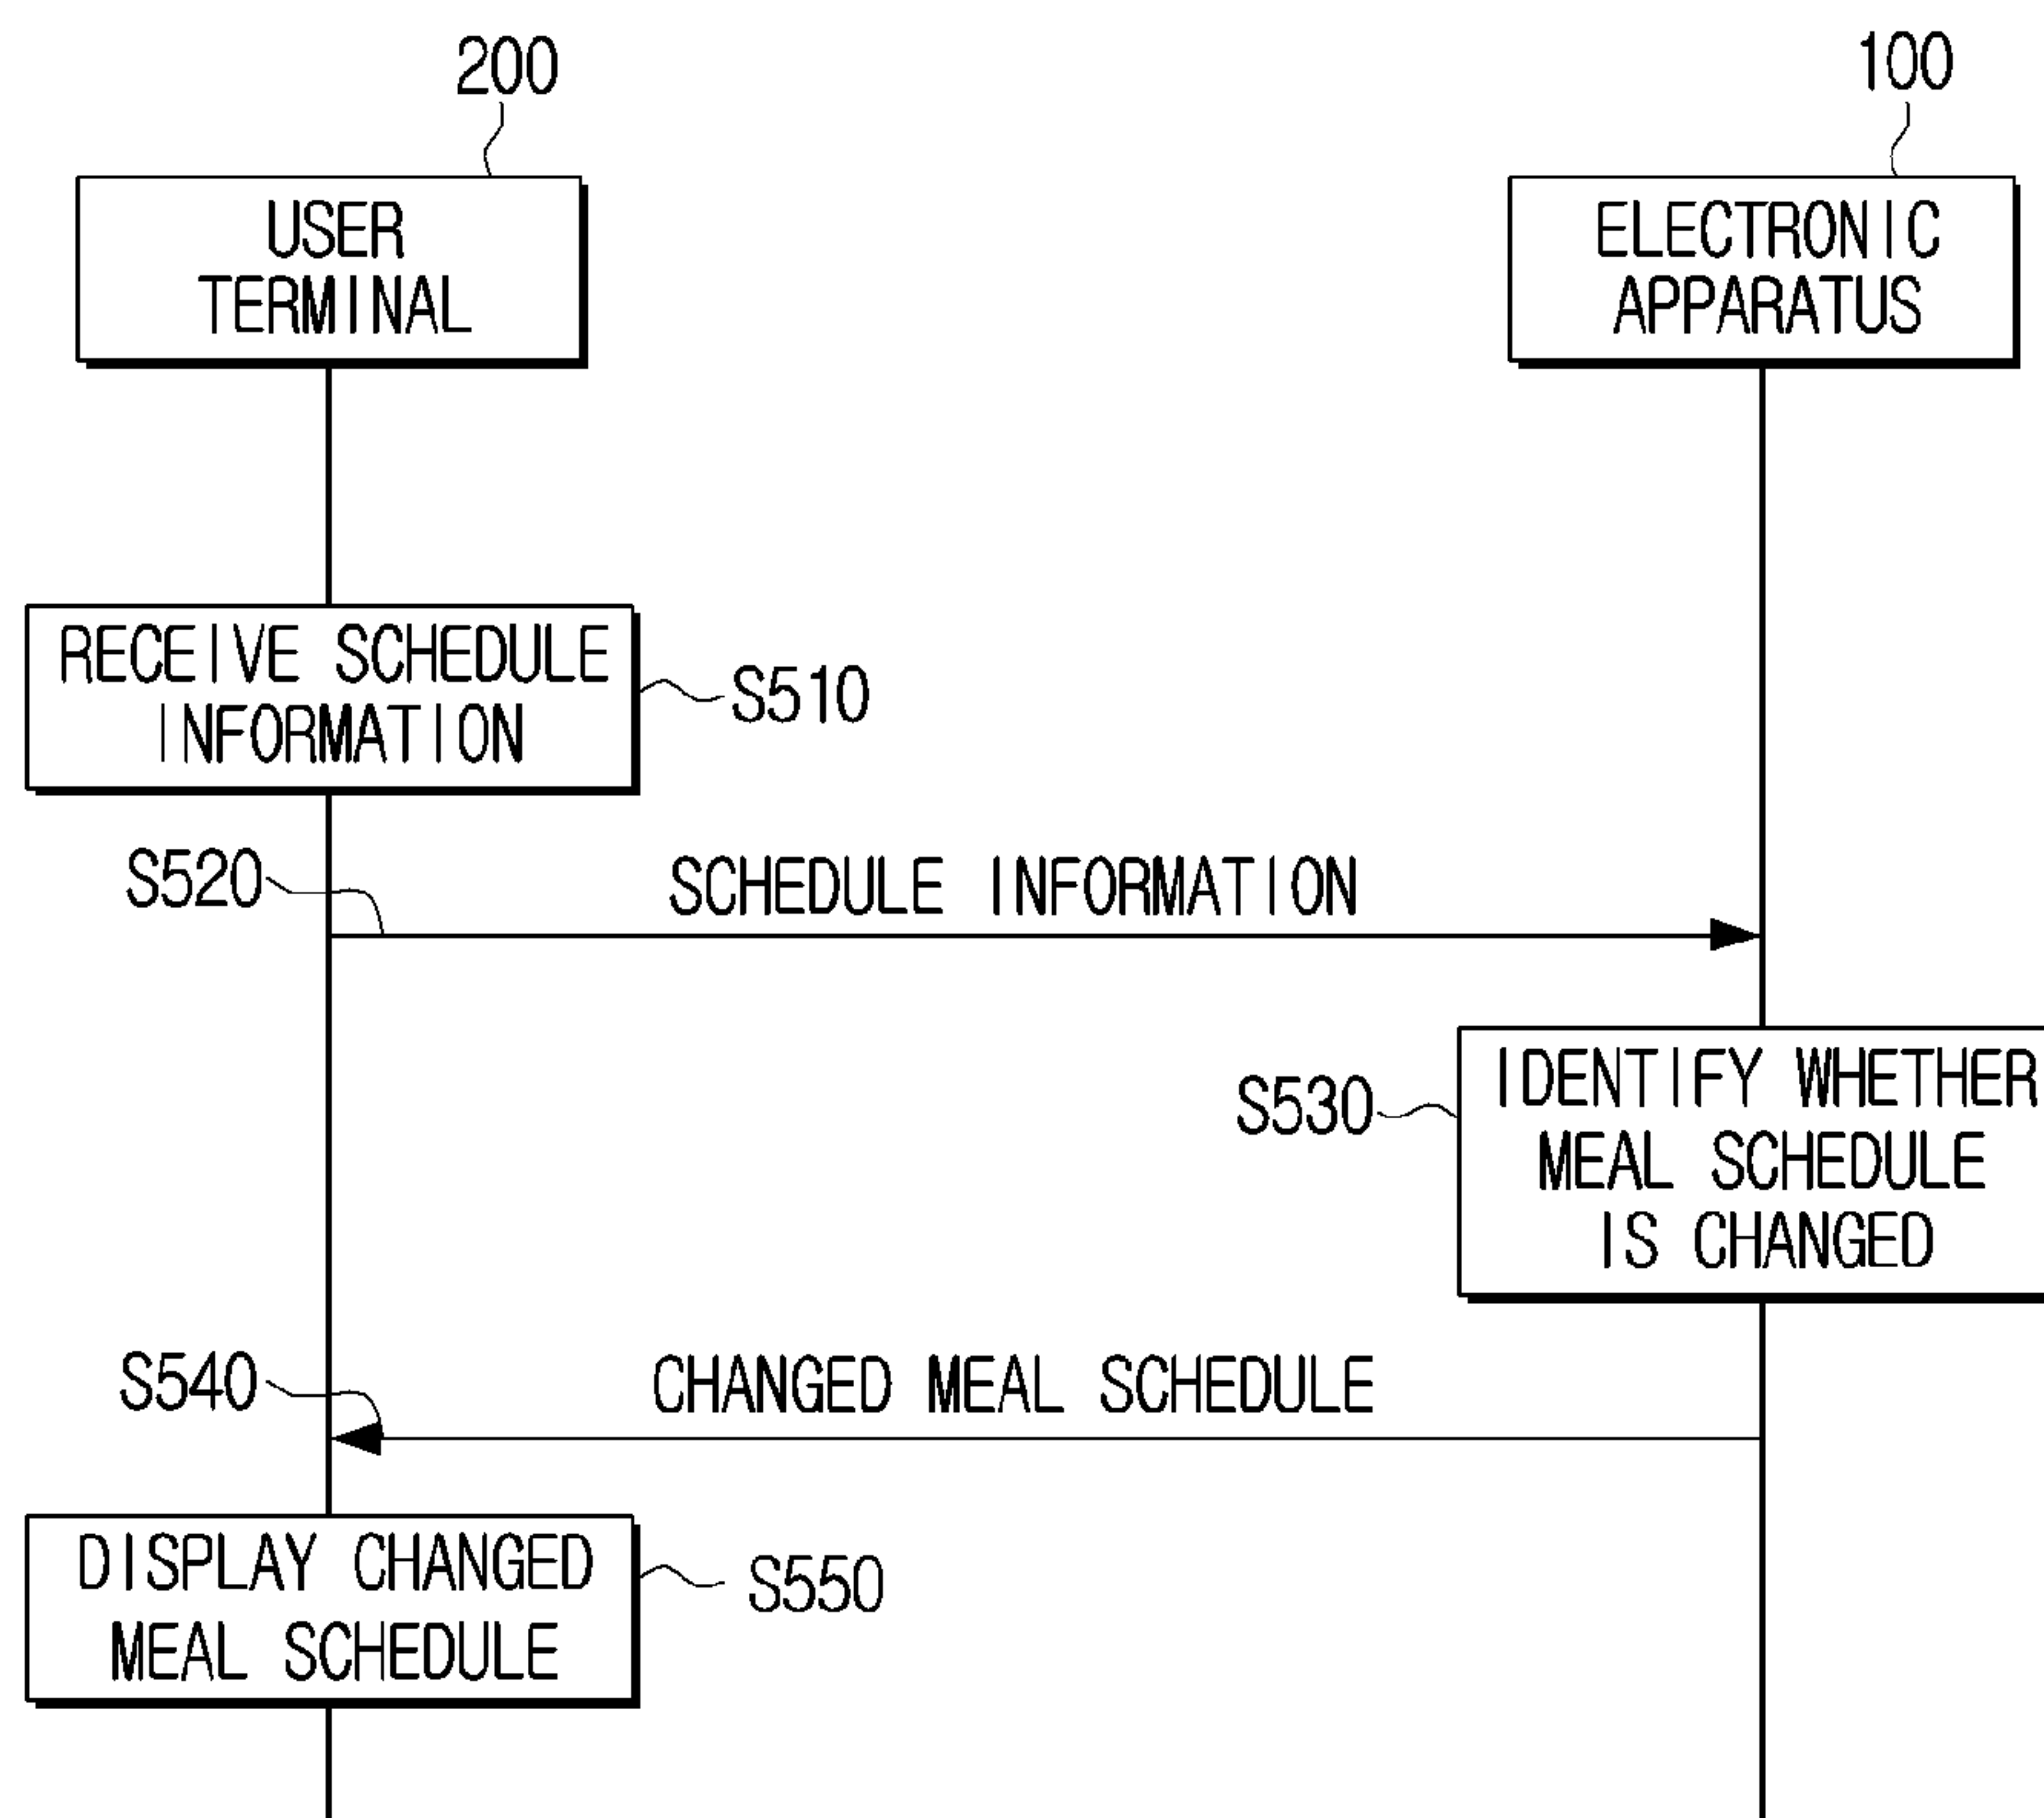 200
100
USER
TERMINAL
ELECTRONIC
APPARATUS
RECEIVE SCHEDULE
INFORMATION
S510
S520
SCHEDULE INFORMATION
S530
IDENTIFY WHETHER
MEAL SCHEDULE
IS CHANGED
S540
CHANGED MEAL SCHEDULE
DISPLAY CHANGED
MEAL SCHEDULE
S550